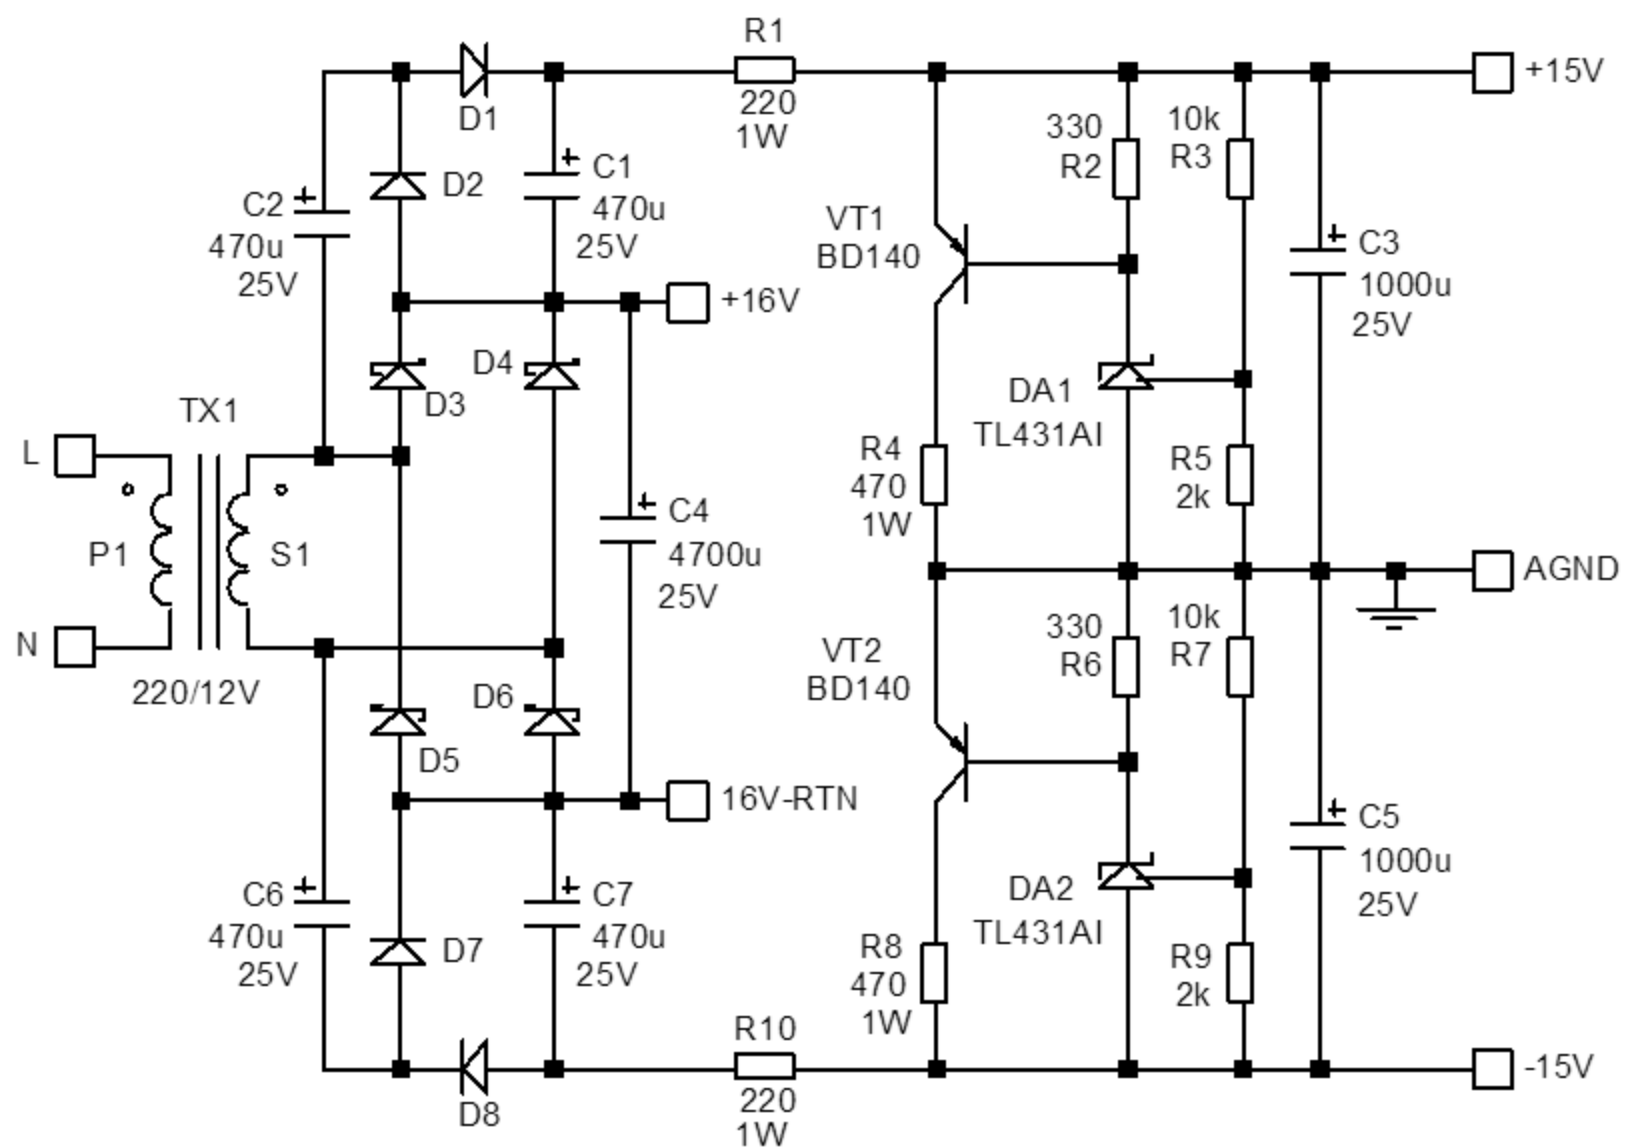 R1
220
1W
+15V
D1
330
R2
10k
R3
C1
470u
25V
D2
C2
470u
25V
VT1
BD140
C3
1000u
25V
+16V
D4
D3
DA1
TL431AI
TX1
L
R4
470
1W
R5
2k
C4
4700u
25V
P1
S1
AGND
N
220/12V
330
R6
10k
R7
VT2
BD140
D6
D5
16V-RTN
C5
1000u
25V
C6
470u
25V
C7
470u
25V
D7
DA2
TL431AI
R8
470
1W
R9
2k
R10
220
1W
-15V
D8